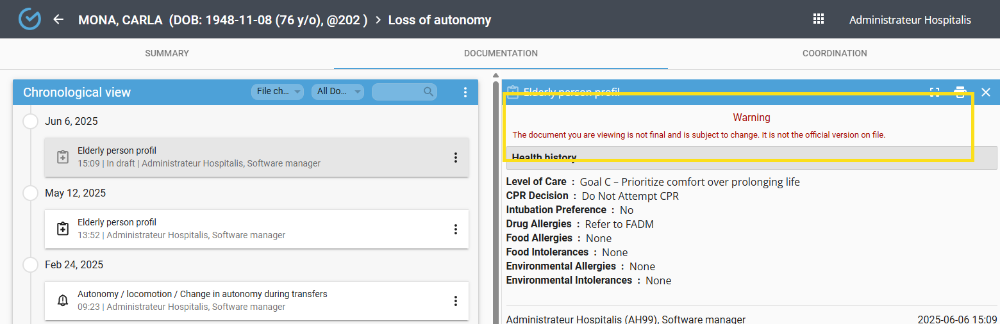 MONA, CARLA (DOB: 1948-11-08 (76 y/o), @202 ) > Loss of autonomy
Administrateur Hospitalis
SUMMARY
DOCUMENTATION
COORDINATION
Chronological view
File ch...
All Do...
Jun 6, 2025
Elderly person profil
15:09 | In draft | Administrateur Hospitalis, Software manager
May 12, 2025
Elderly person profil
13:52 | Administrateur Hospitalis, Software manager
Feb 24, 2025
Autonomy / locomotion / Change in autonomy during transfers
09:23 | Administrateur Hospitalis, Software manager
Elderly person profil
Warning
The document you are viewing is not final and is subject to change. It is not the official version on file.
Health history
Level of Care : Goal C – Prioritize comfort over prolonging life
CPR Decision : Do Not Attempt CPR
Intubation Preference : No
Drug Allergies : Refer to FADM
Food Allergies : None
Food Intolerances : None
Environmental Allergies : None
Environmental Intolerances : None
Administrateur Hospitalis (AH99), Software manager
2025-06-06 15:09